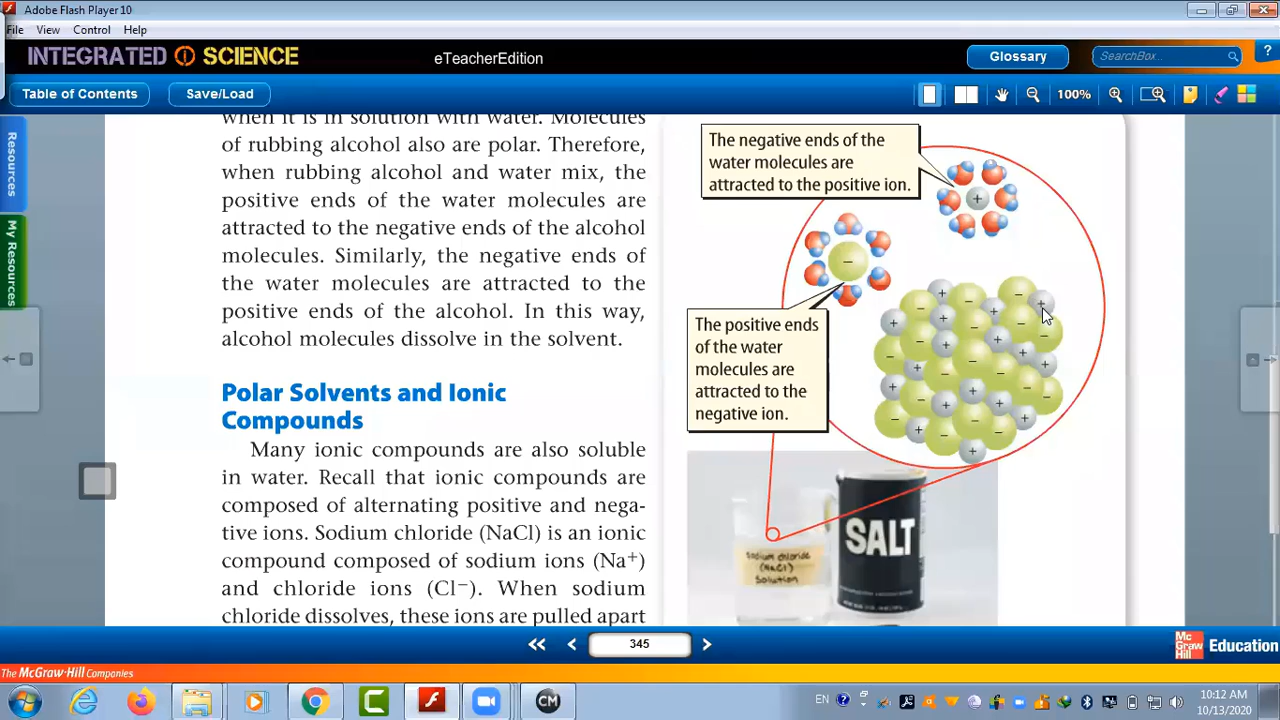 Adobe Flash Player 10
File View Control Help
INTEGRATED i SCIENCE
eTeacherEdition
Glossary
SearchBox...
?
Table of Contents
Save/Load
100%
Resources
My Resources
when it is in solution with water. Molecules
of rubbing alcohol also are polar. Therefore,
when rubbing alcohol and water mix, the
positive ends of the water molecules are
attracted to the negative ends of the alcohol
molecules. Similarly, the negative ends of
the water molecules are attracted to the
positive ends of the alcohol. In this way,
alcohol molecules dissolve in the solvent.
Polar Solvents and Ionic
Compounds
Many ionic compounds are also soluble
in water. Recall that ionic compounds are
composed of alternating positive and nega-
tive ions. Sodium chloride (NaCl) is an ionic
compound composed of sodium ions (Na⁺)
and chloride ions (Cl⁻). When sodium
chloride dissolves, these ions are pulled apart
The negative ends of the
water molecules are
attracted to the positive ion.
The positive ends
of the water
molecules are
attracted to the
negative ion.
Sodium chloride
(NaCl)
Solution
SALT
345
Mc
Graw
Hill
Education
The McGraw·Hill Companies
EN
10:12 AM
10/13/2020
CM